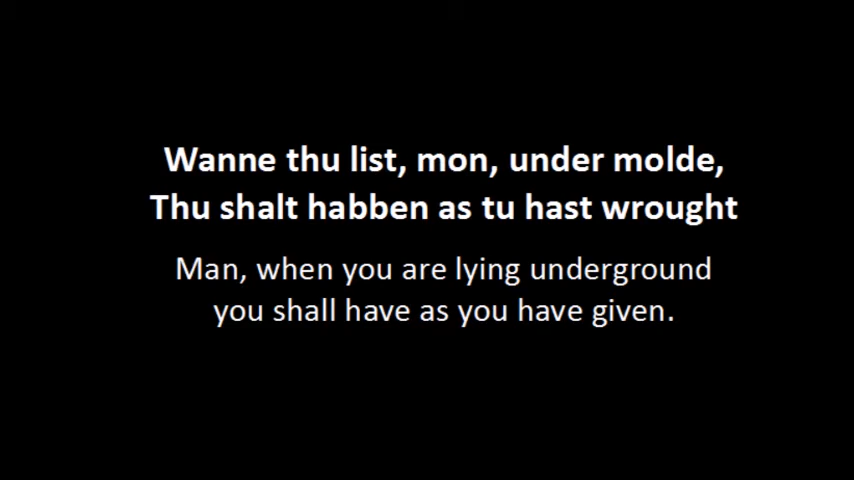 Wanne thu list, mon, under molde,
Thu shalt habben as tu hast wrought
Man, when you are lying underground
you shall have as you have given.